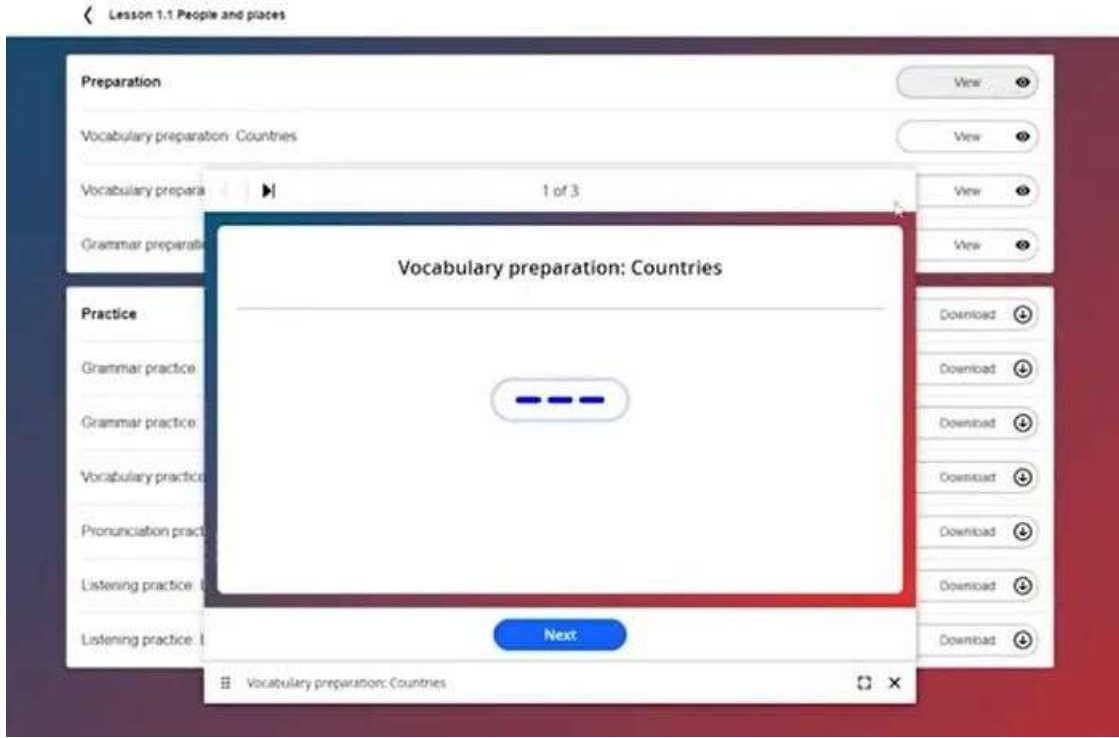 Lesson 1.1 People and places
Preparation
View
Vocabulary preparation: Countries
View
Vocabulary prepara
View
Grammar preparati
View
1 of 3
Vocabulary preparation: Countries
Next
Vocabulary preparation: Countries
Practice
Download
Grammar practice
Download
Grammar practice:
Download
Vocabulary practice
Download
Pronunciation pract
Download
Listening practice: L
Download
Listening practice: L
Download